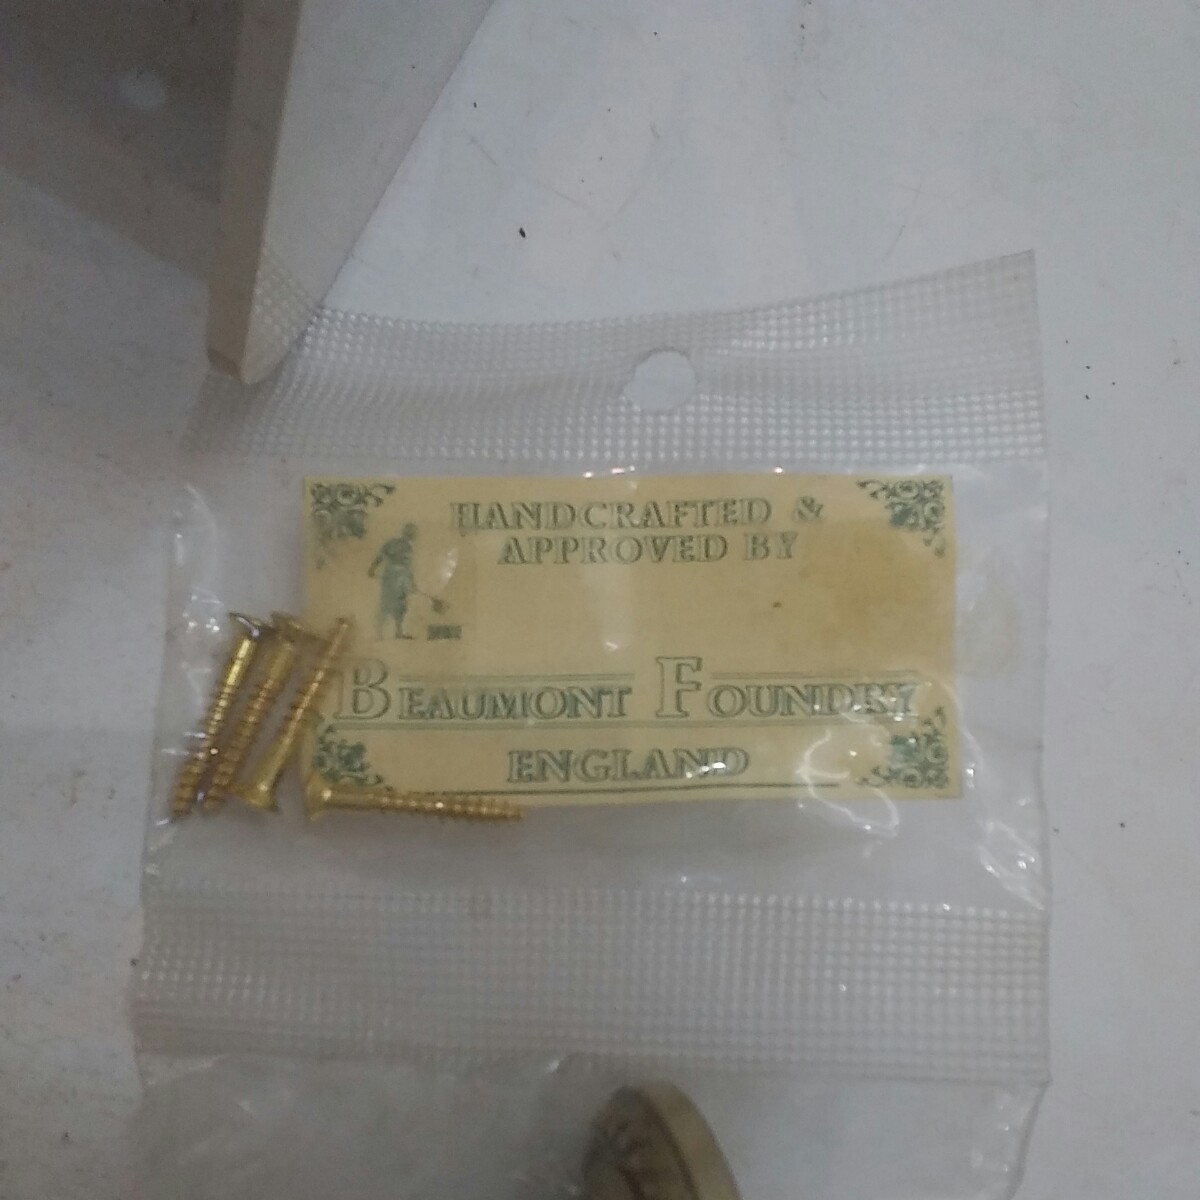 HANDCRAFTED &
APPROVED BY
BEAUMONT FOUNDRY
ENGLAND